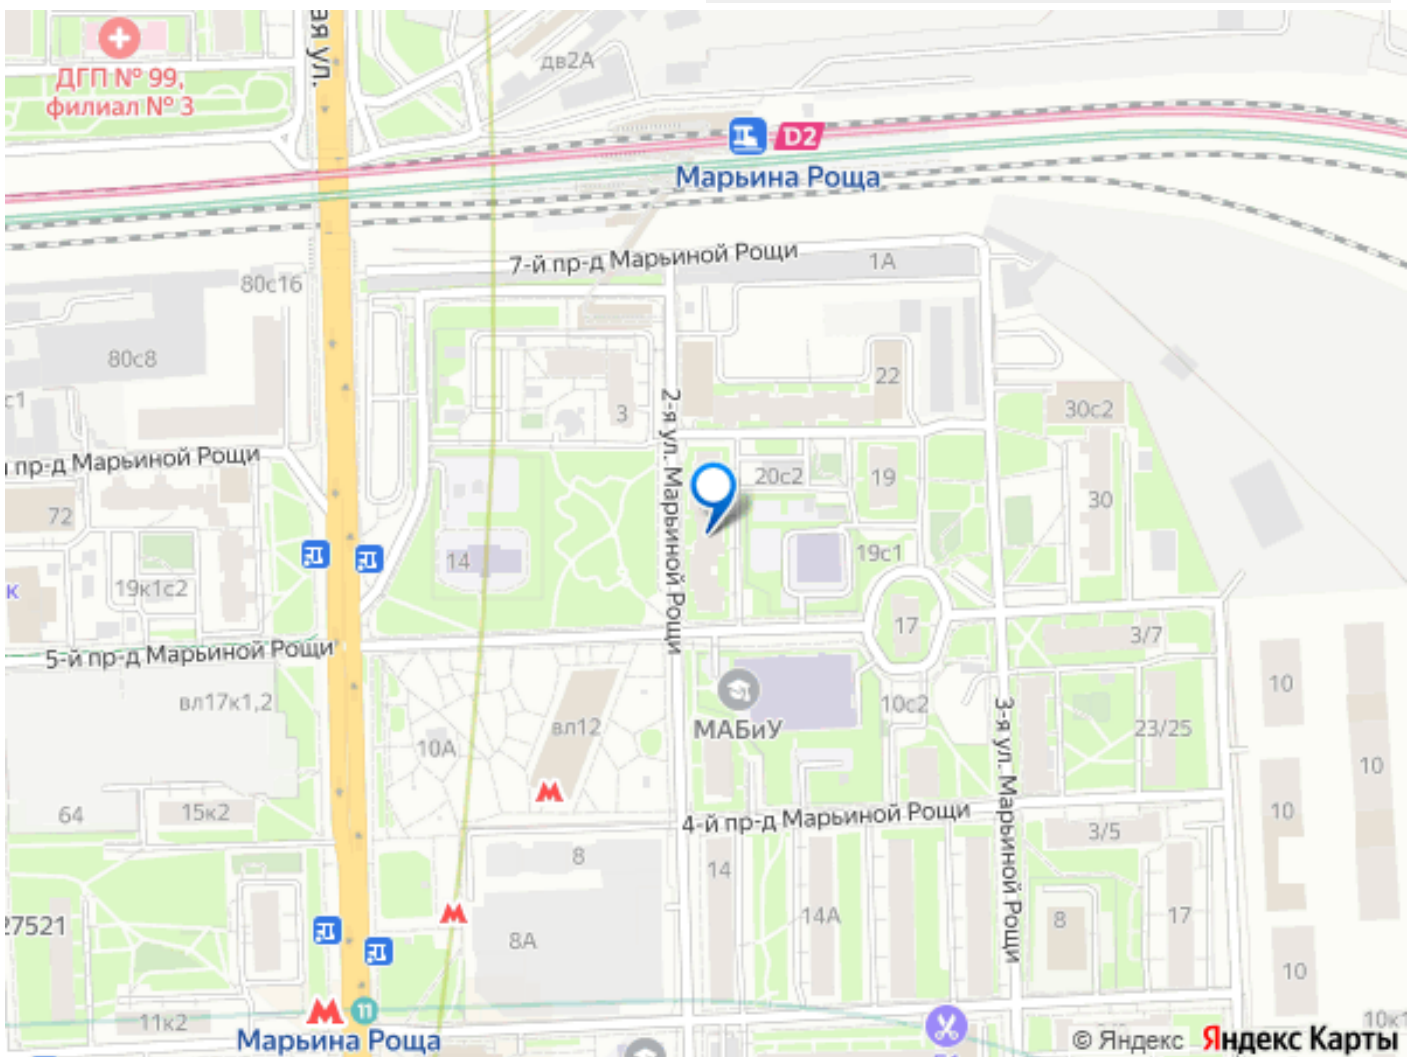 ая ул.
дв2А
ДГП № 99,
филиал № 3
D2
Марьина Роща
7-й пр-д Марьиной Рощи
1А
80с16
80с8
22
3
2-я ул. Марьиной Рощи
30с2
с1
пр-д Марьиной Рощи
20с2
19
30
72
14
19с1
19к1с2
к
17
3/7
5-й пр-д Марьиной Рощи
10
вл17к1,2
МАБиУ
10с2
3-я ул. Марьиной Рощи
23/25
вл12
10А
10
64
15к2
4-й пр-д Марьиной Рощи
10
3/5
8
14
14А
8
17
27521
8А
10
11
11к2
Марьина Роща
10к1
© Яндекс
Яндекс Карты